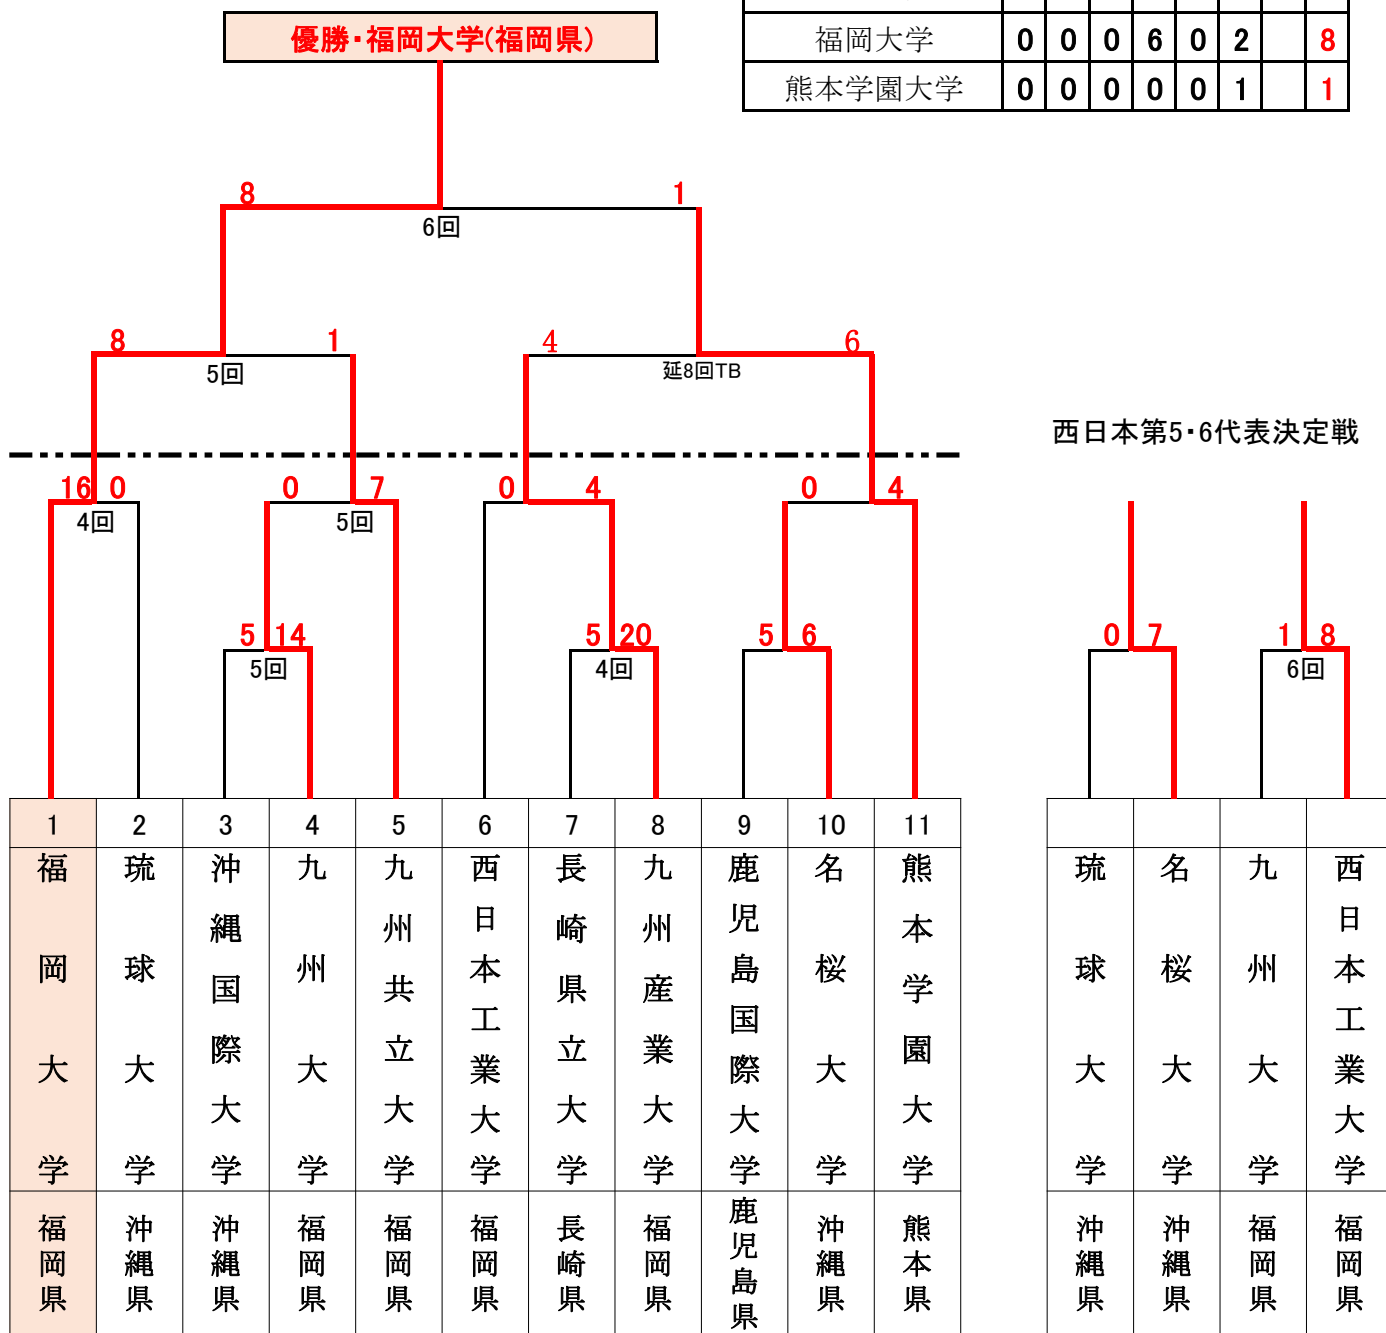 優勝・福岡大学(福岡県)
福岡大学 0 0 0 6 0 2 8
熊本学園大学 0 0 0 0 0 1 1
8 1
6回
8 1 4 6
5回 延8回TB
西日本第5・6代表決定戦
16 0 0 7 0 4 0 4
4回 5回
5 14 5 20 5 6 0 7 1 8
5回 4回 6回
1 2 3 4 5 6 7 8 9 10 11
福岡大学
琉球大学
沖縄国際大学
九州大学
九州共立大学
西日本工業大学
長崎県立大学
九州産業大学
鹿児島国際大学
名桜大学
熊本学園大学
琉球大学
名桜大学
九州大学
西日本工業大学
福岡県
沖縄県
沖縄県
福岡県
福岡県
福岡県
長崎県
福岡県
鹿児島県
沖縄県
熊本県
沖縄県
沖縄県
福岡県
福岡県